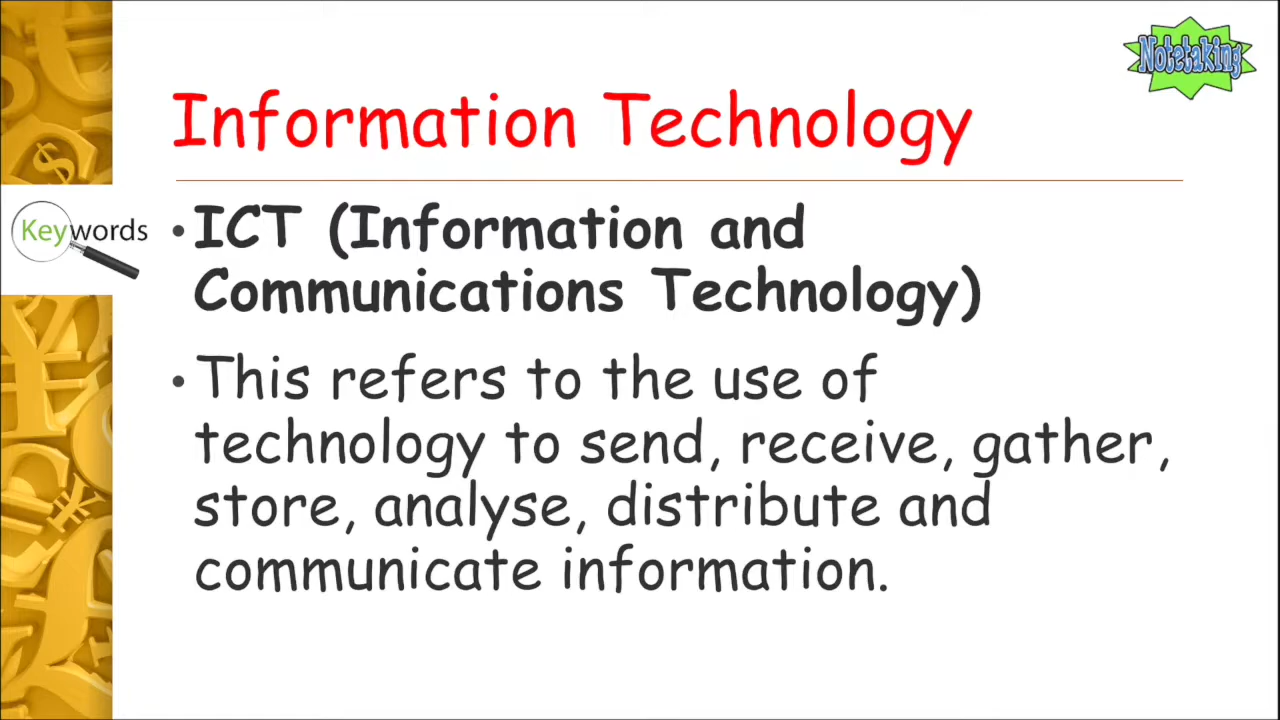 Notetaking
Information Technology
Keywords
• ICT (Information and
Communications Technology)
• This refers to the use of
technology to send, receive, gather,
store, analyse, distribute and
communicate information.